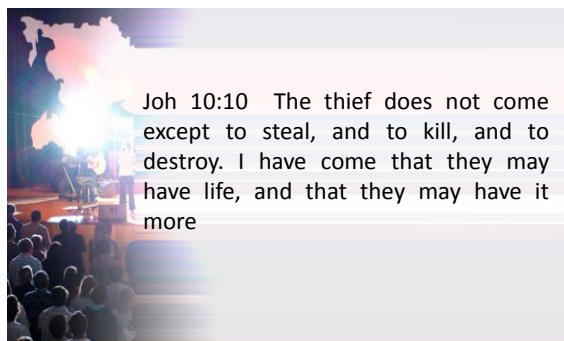 Joh 10:10  The thief does not come
except to steal, and to kill, and to
destroy. I have come that they may
have life, and that they may have it
more